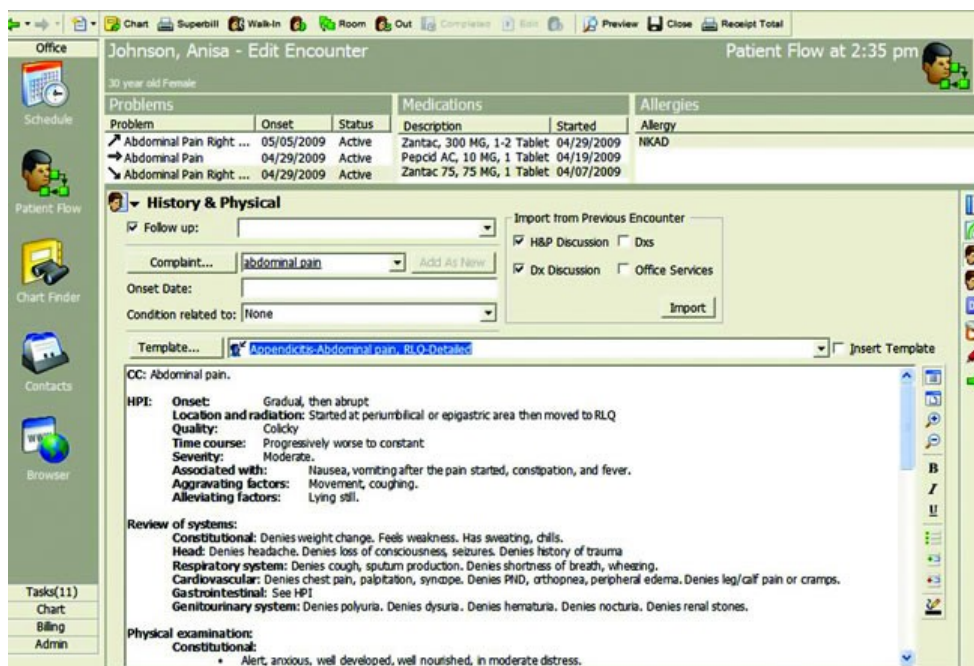 Chart Superbill Walk-In Room Out Completes Edit Preview Close Receipt Total
Office
Johnson, Anisa - Edit Encounter
Patient Flow at 2:35 pm
30 year old Female
Schedule
Patient Flow
Chart Finder
Contacts
WWW
Browser
Tasks(11)
Chart
Billing
Admin
Problems
Problem Onset Status
Abdominal Pain Right ... 05/05/2009 Active
Abdominal Pain 04/29/2009 Active
Abdominal Pain Right ... 04/29/2009 Active
Medications
Description Started
Zantac, 300 MG, 1-2 Tablet 04/29/2009
Pepcid AC, 10 MG, 1 Tablet 04/19/2009
Zantac 75, 75 MG, 1 Tablet 04/07/2009
Allergies
Allergy
NKAD
History & Physical
Follow up:
Complaint... abdominal pain Add As New
Onset Date:
Condition related to: None
Import from Previous Encounter
H&P Discussion Dxs
Dx Discussion Office Services
Import
Template... Appendicitis-Abdominal pain, RLQ-Detailed Insert Template
CC: Abdominal pain.
HPI: Onset: Gradual, then abrupt
Location and radiation: Started at periumbilical or epigastric area then moved to RLQ
Quality: Colicky
Time course: Progressively worse to constant
Severity: Moderate.
Associated with: Nausea, vomiting after the pain started, constipation, and fever.
Aggravating factors: Movement, coughing.
Alleviating factors: Lying still.
Review of systems:
Constitutional: Denies weight change. Feels weakness. Has sweating, chills.
Head: Denies headache. Denies loss of consciousness, seizures. Denies history of trauma
Respiratory system: Denies cough, sputum production. Denies shortness of breath, wheezing.
Cardiovascular: Denies chest pain, palpitation, syncope. Denies PND, orthopnea, peripheral edema. Denies leg/calf pain or cramps.
Gastrointestinal: See HPI
Genitourinary system: Denies polyuria. Denies dysuria. Denies hematuria. Denies nocturia. Denies renal stones.
Physical examination:
Constitutional:
• Alert, anxious, well developed, well nourished, in moderate distress.
B
I
U